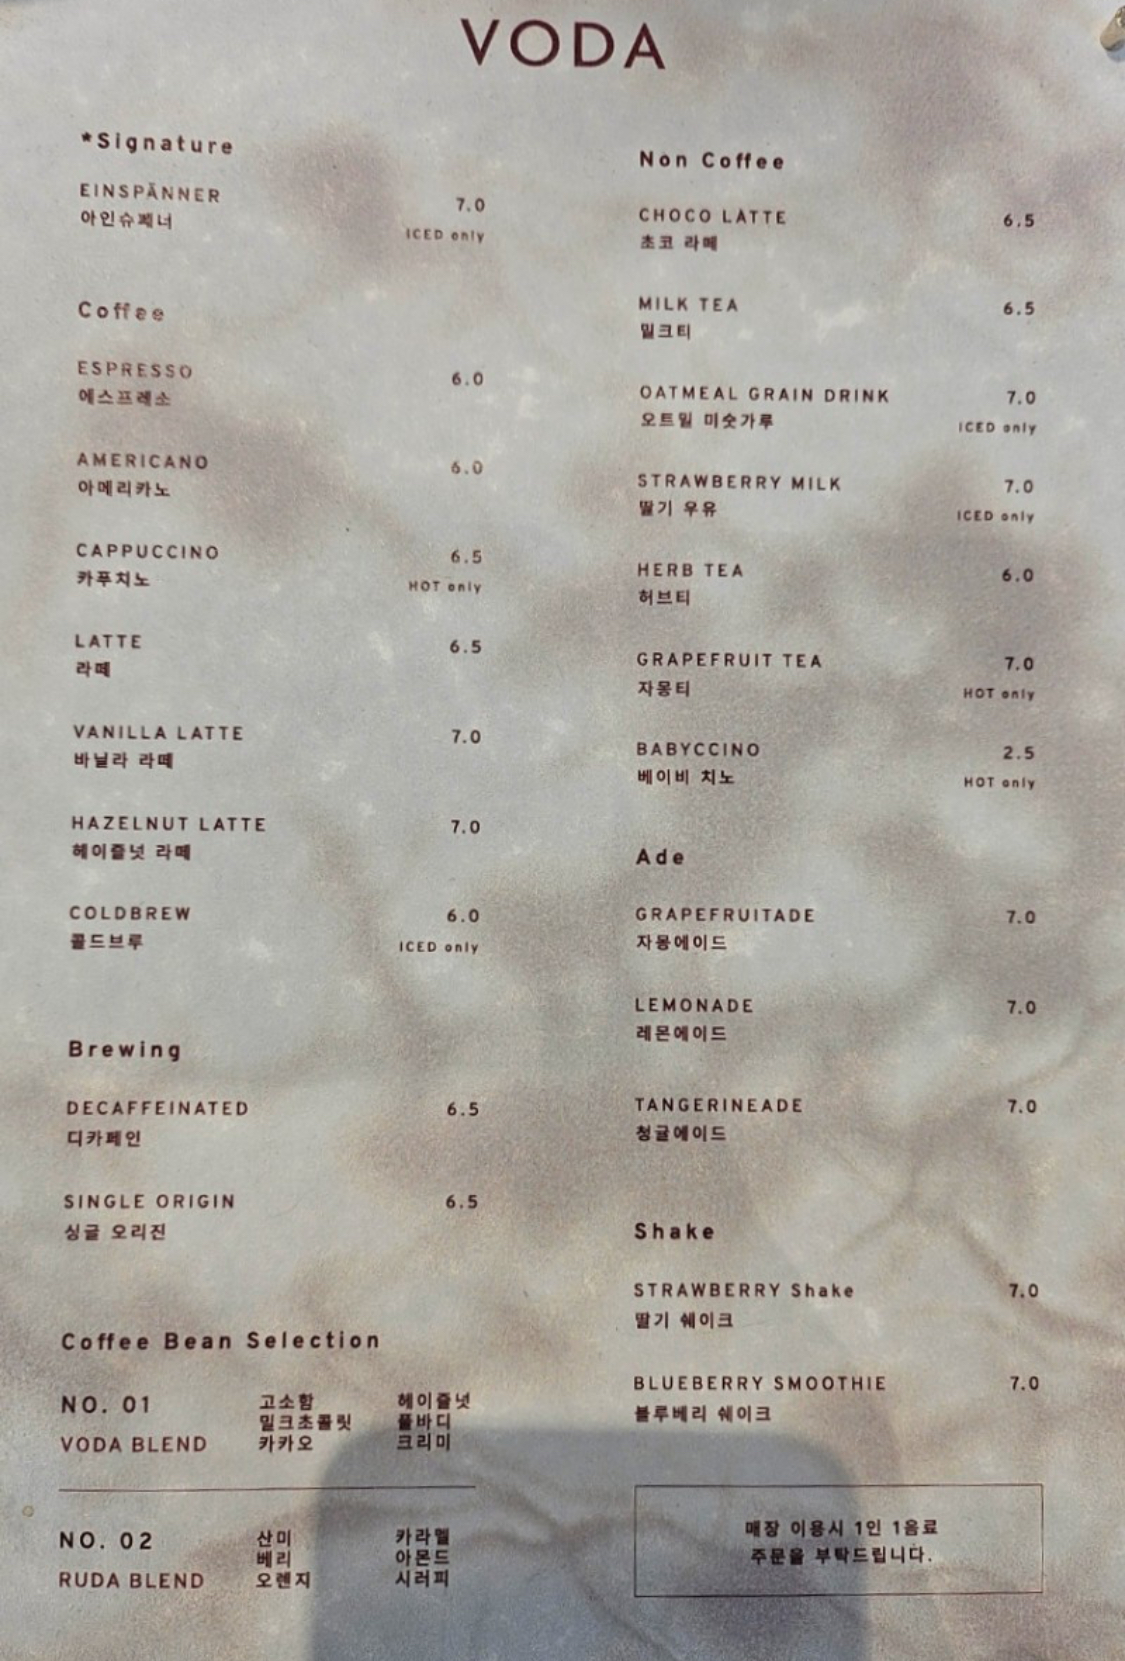 VODA
*Signature
EINSPÄNNER 7.0
아인슈페너 ICED only
Coffee
ESPRESSO 6.0
에스프레소
AMERICANO 6.0
아메리카노
CAPPUCCINO 6.5
카푸치노 HOT only
LATTE 6.5
라떼
VANILLA LATTE 7.0
바닐라 라떼
HAZELNUT LATTE 7.0
헤이즐넛 라떼
COLDBREW 6.0
콜드브루 ICED only
Brewing
DECAFFEINATED 6.5
디카페인
SINGLE ORIGIN 6.5
싱글 오리진
Coffee Bean Selection
NO. 01 고소함 헤이즐넛
밀크초콜릿 풀바디
VODA BLEND 카카오 크리미
NO. 02 산미 카라멜
베리 아몬드
RUDA BLEND 오렌지 시러피
Non Coffee
CHOCO LATTE 6.5
초코 라떼
MILK TEA 6.5
밀크티
OATMEAL GRAIN DRINK 7.0
오트밀 미숫가루 ICED only
STRAWBERRY MILK 7.0
딸기 우유 ICED only
HERB TEA 6.0
허브티
GRAPEFRUIT TEA 7.0
자몽티 HOT only
BABYCCINO 2.5
베이비 치노 HOT only
Ade
GRAPEFRUITADE 7.0
자몽에이드
LEMONADE 7.0
레몬에이드
TANGERINEADE 7.0
청귤에이드
Shake
STRAWBERRY Shake 7.0
딸기 쉐이크
BLUEBERRY SMOOTHIE 7.0
블루베리 쉐이크
매장 이용시 1인 1음료
주문을 부탁드립니다.